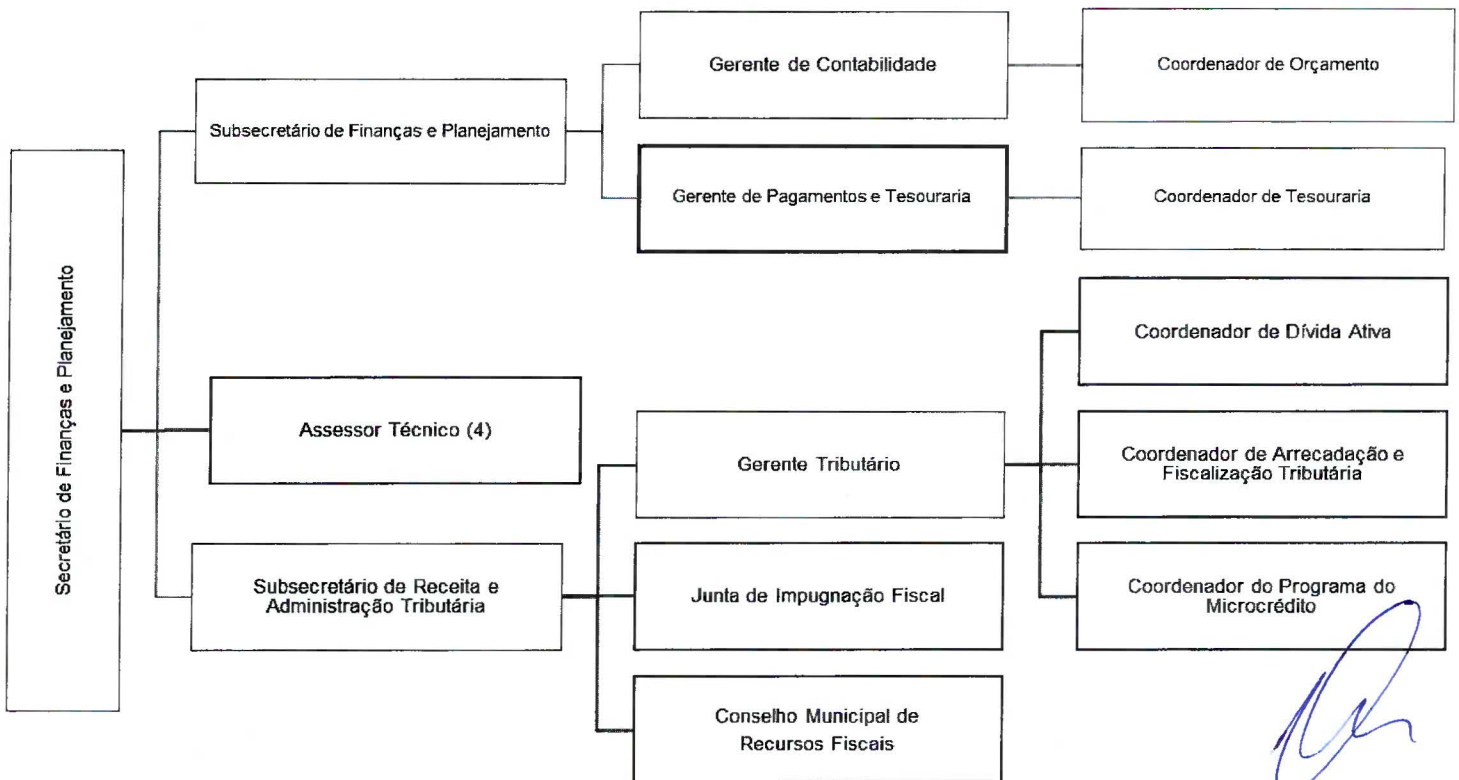 Secretário de Finanças e Planejamento
Subsecretário de Finanças e Planejamento
Gerente de Contabilidade
Coordenador de Orçamento
Gerente de Pagamentos e Tesouraria
Coordenador de Tesouraria
Assessor Técnico (4)
Subsecretário de Receita e
Administração Tributária
Gerente Tributário
Coordenador de Dívida Ativa
Coordenador de Arrecadação e
Fiscalização Tributária
Coordenador do Programa do
Microcrédito
Junta de Impugnação Fiscal
Conselho Municipal de
Recursos Fiscais